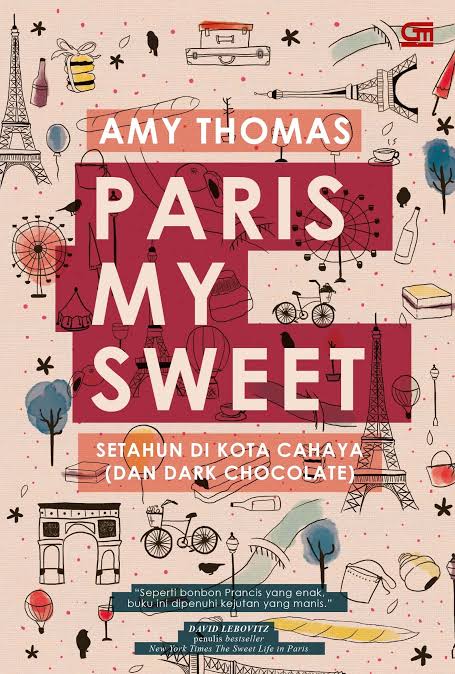 GM
AMY THOMAS
PARIS
MY
SWEET
SETAHUN DI KOTA CAHAYA
(DAN DARK CHOCOLATE)
“Seperti bonbon Prancis yang enak,
buku ini dipenuhi kejutan yang manis.”
DAVID LEBOVITZ
penulis bestseller
New York Times The Sweet Life in Paris